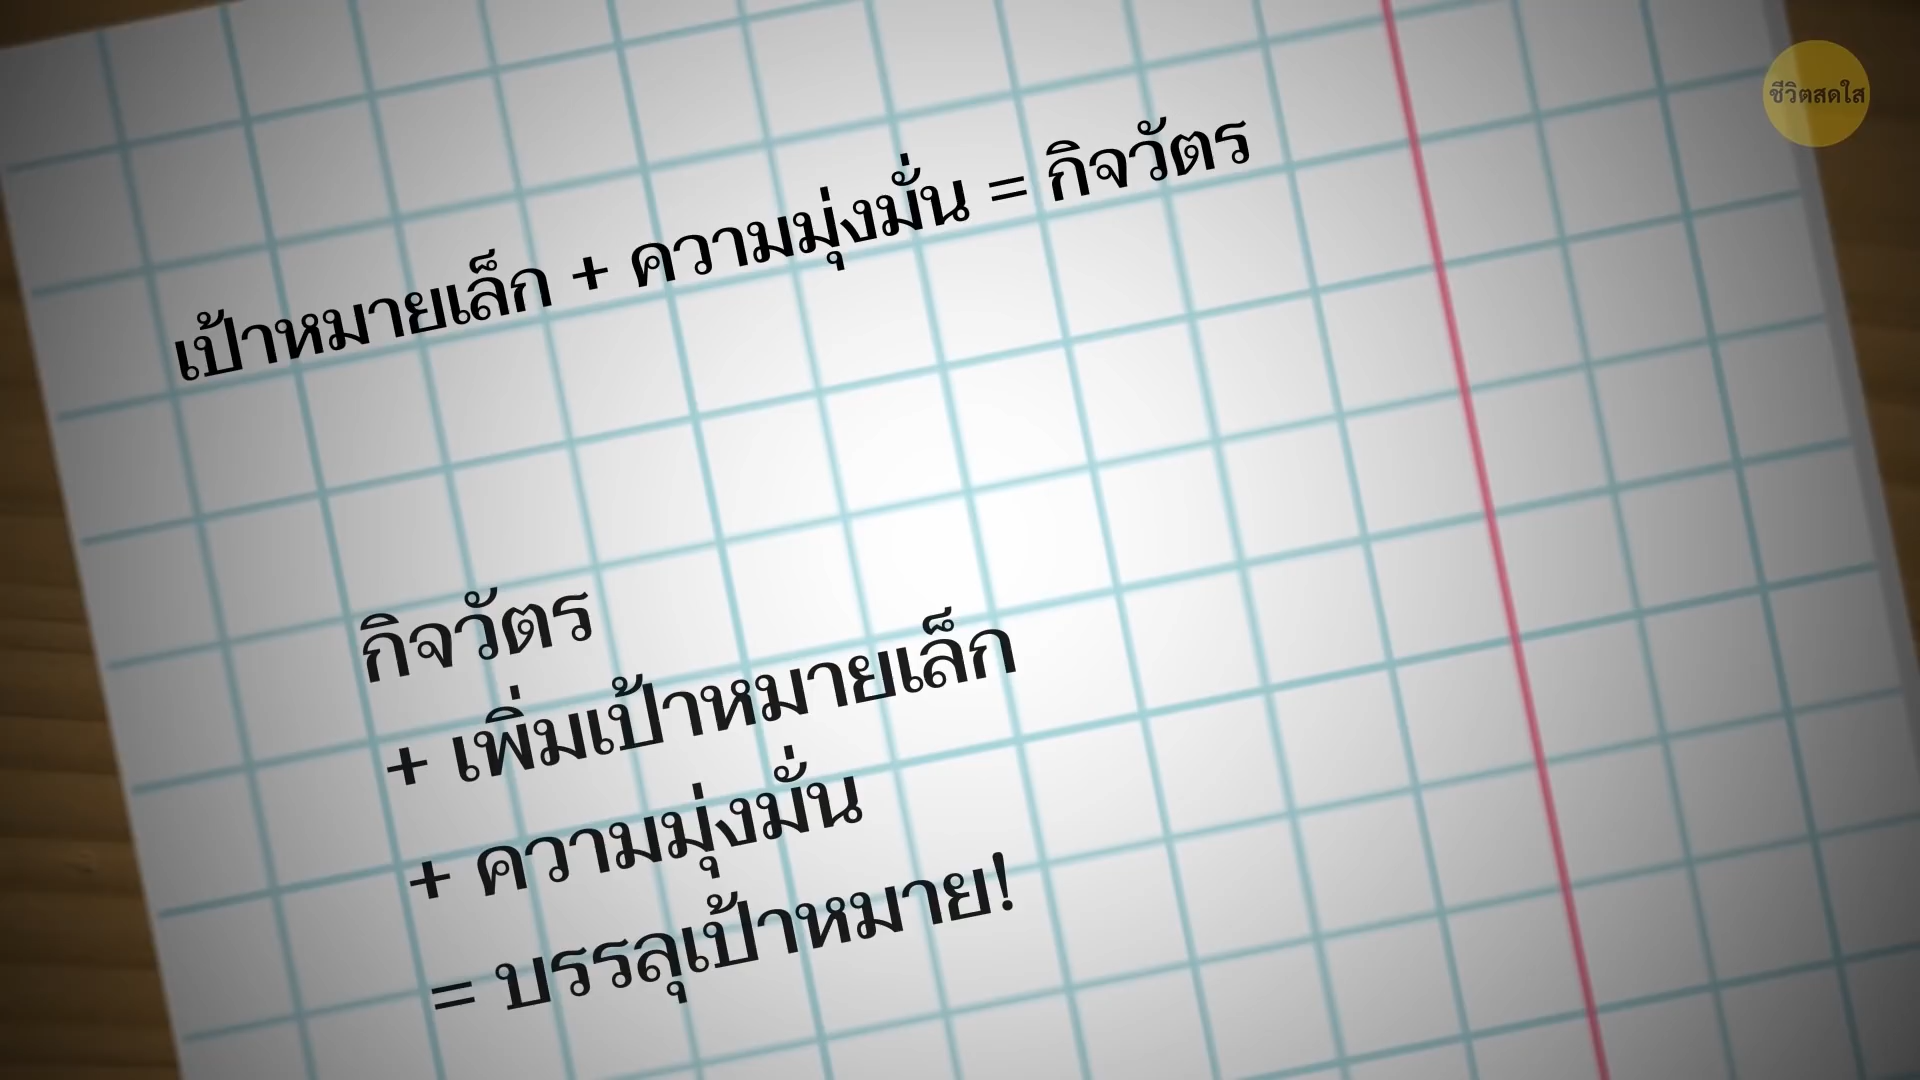 ชีวิตสดใส
เป้าหมายเล็ก + ความมุ่งมั่น = กิจวัตร
กิจวัตร
+ เพิ่มเป้าหมายเล็ก
+ ความมุ่งมั่น
= บรรลุเป้าหมาย!